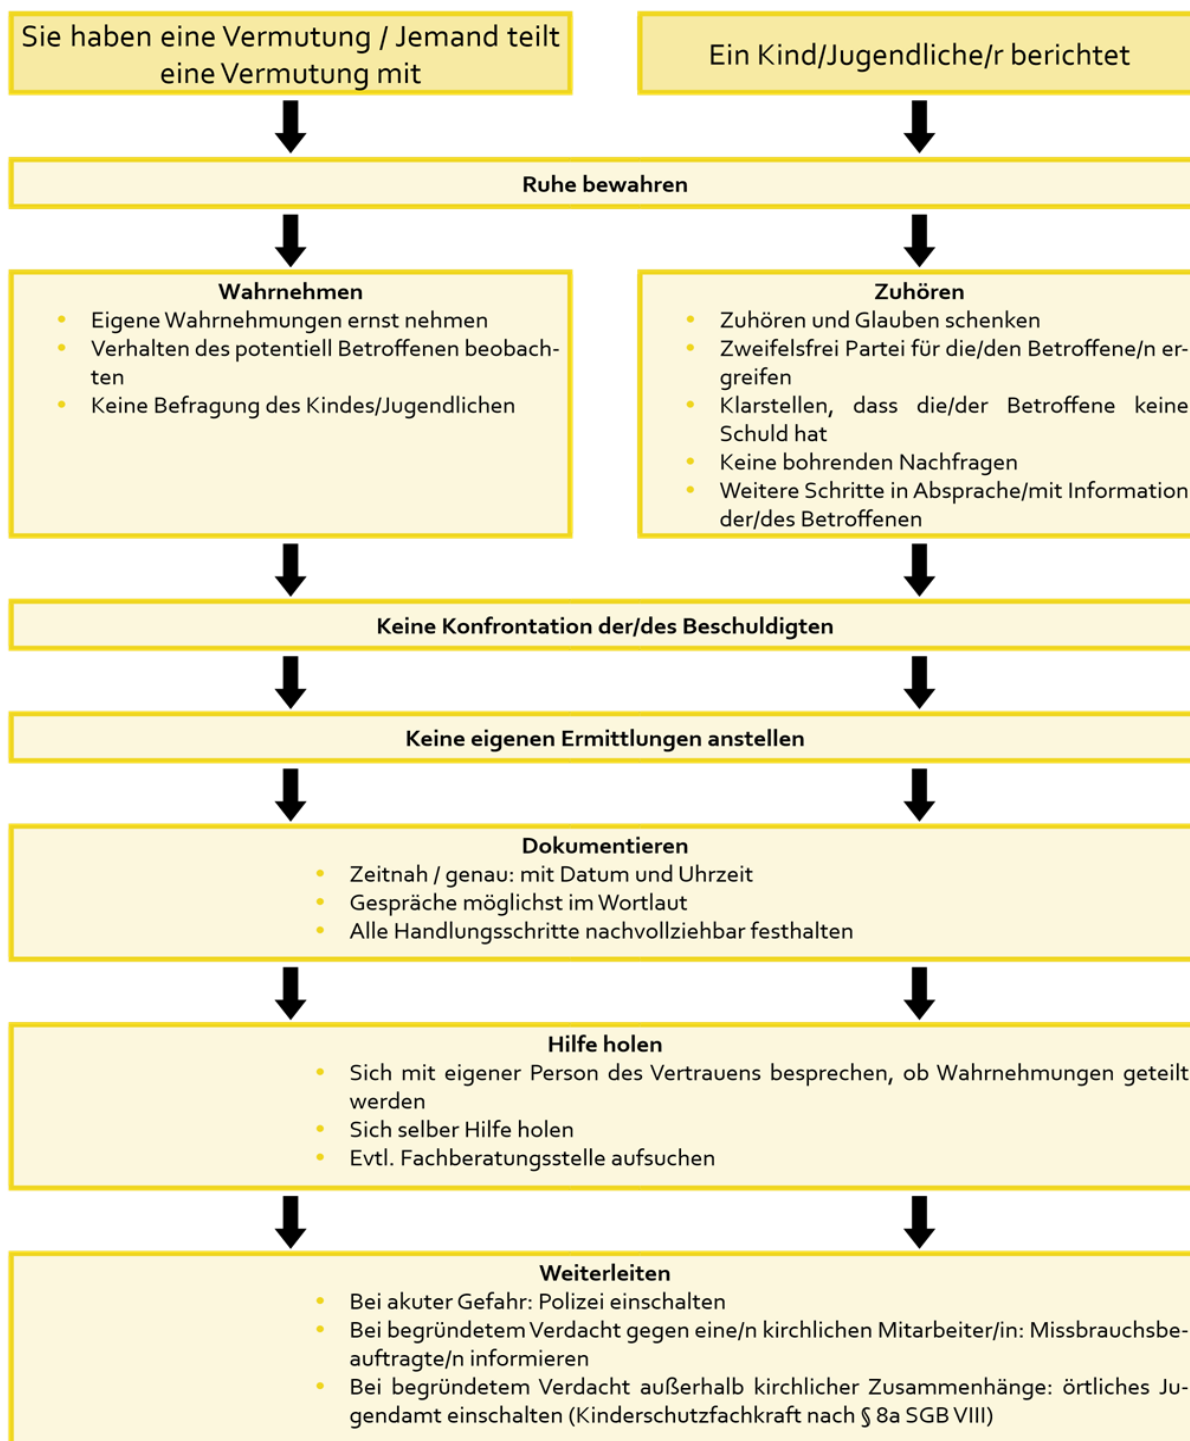 Sie haben eine Vermutung / Jemand teilt
eine Vermutung mit
Ein Kind/Jugendliche/r berichtet
Ruhe bewahren
Wahrnehmen
• Eigene Wahrnehmungen ernst nehmen
• Verhalten des potentiell Betroffenen beobach-
ten
• Keine Befragung des Kindes/Jugendlichen
Zuhören
• Zuhören und Glauben schenken
• Zweifelsfrei Partei für die/den Betroffene/n er-
greifen
• Klarstellen, dass die/der Betroffene keine
Schuld hat
• Keine bohrenden Nachfragen
• Weitere Schritte in Absprache/mit Information
der/des Betroffenen
Keine Konfrontation der/des Beschuldigten
Keine eigenen Ermittlungen anstellen
Dokumentieren
• Zeitnah / genau: mit Datum und Uhrzeit
• Gespräche möglichst im Wortlaut
• Alle Handlungsschritte nachvollziehbar festhalten
Hilfe holen
• Sich mit eigener Person des Vertrauens besprechen, ob Wahrnehmungen geteilt
werden
• Sich selber Hilfe holen
• Evtl. Fachberatungsstelle aufsuchen
Weiterleiten
• Bei akuter Gefahr: Polizei einschalten
• Bei begründetem Verdacht gegen eine/n kirchlichen Mitarbeiter/in: Missbrauchsbe-
auftragte/n informieren
• Bei begründetem Verdacht außerhalb kirchlicher Zusammenhänge: örtliches Ju-
gendamt einschalten (Kinderschutzfachkraft nach § 8a SGB VIII)